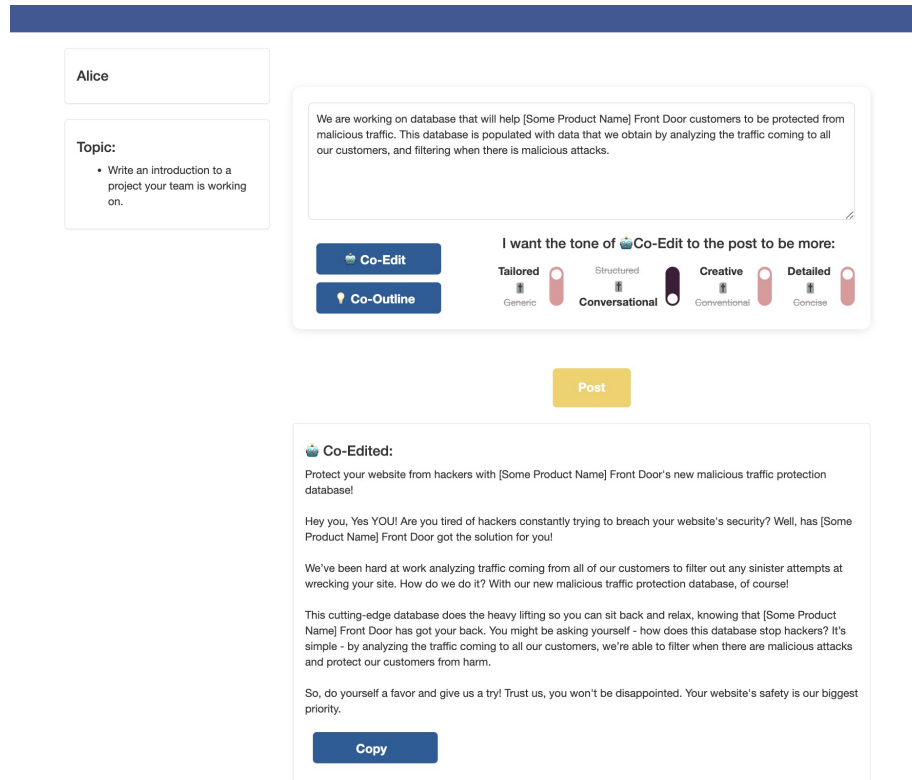 Alice
Topic:
• Write an introduction to a
project your team is working
on.
We are working on database that will help [Some Product Name] Front Door customers to be protected from
malicious traffic. This database is populated with data that we obtain by analyzing the traffic coming to all
our customers, and filtering when there is malicious attacks.
Co-Edit
Co-Outline
I want the tone of Co-Edit to the post to be more:
Tailored
Generic
Structured
Conversational
Creative
Conventional
Detailed
Concise
Post
Co-Edited:
Protect your website from hackers with [Some Product Name] Front Door's new malicious traffic protection
database!
Hey you, Yes YOU! Are you tired of hackers constantly trying to breach your website's security? Well, has [Some
Product Name] Front Door got the solution for you!
We've been hard at work analyzing traffic coming from all of our customers to filter out any sinister attempts at
wrecking your site. How do we do it? With our new malicious traffic protection database, of course!
This cutting-edge database does the heavy lifting so you can sit back and relax, knowing that [Some Product
Name] Front Door has got your back. You might be asking yourself - how does this database stop hackers? It's
simple - by analyzing the traffic coming to all our customers, we're able to filter when there are malicious attacks
and protect our customers from harm.
So, do yourself a favor and give us a try! Trust us, you won't be disappointed. Your website's safety is our biggest
priority.
Copy